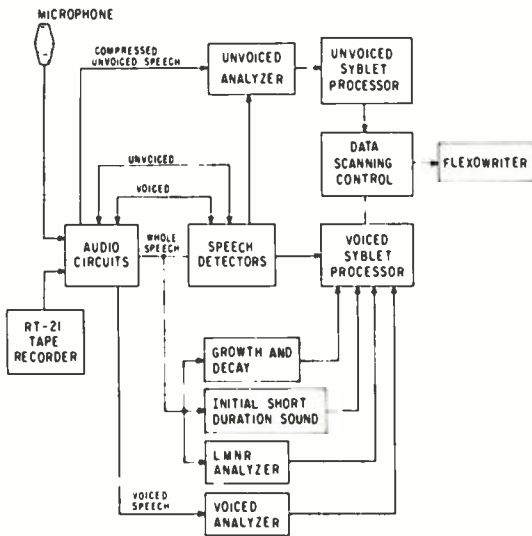 MICROPHONE
COMPRESSED
UNVOICED SPEECH
UNVOICED
ANALYZER
UNVOICED
SYBLET
PROCESSOR
DATA
SCANNING
CONTROL
FLEXOWRITER
UNVOICED
VOICED
AUDIO
CIRCUITS
WHOLE
SPEECH
SPEECH
DETECTORS
VOICED
SYBLET
PROCESSOR
RT-21
TAPE
RECORDER
GROWTH AND
DECAY
INITIAL SHORT
DURATION SOUND
LMNR
ANALYZER
VOICED
SPEECH
VOICED
ANALYZER